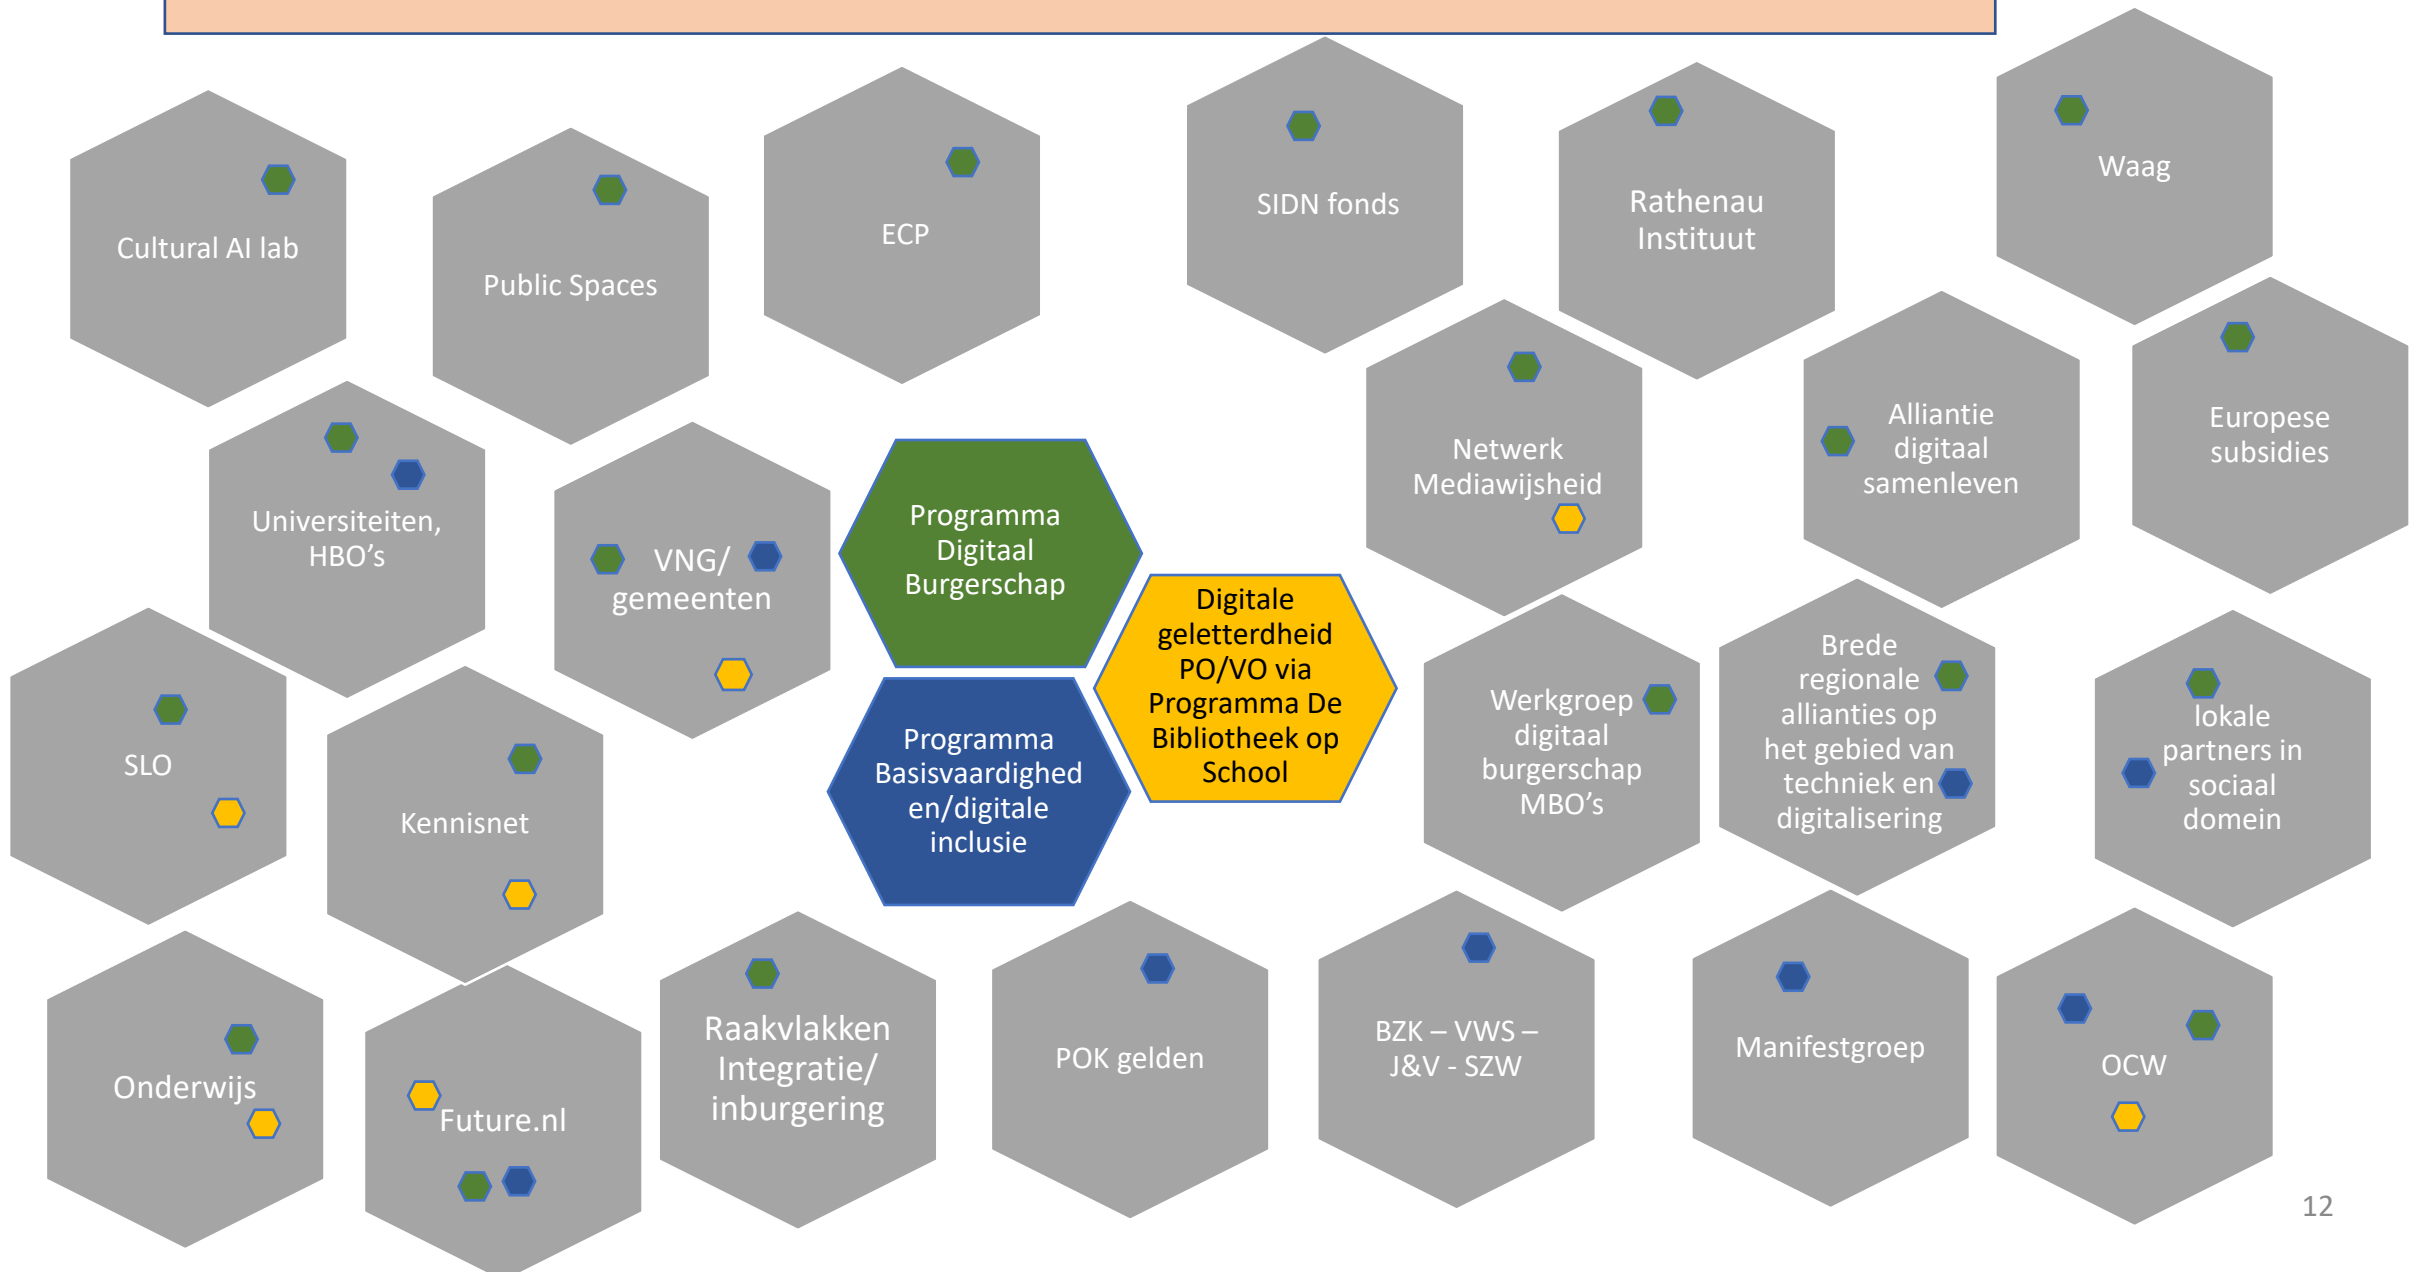 Waag
Cultural AI lab
Public Spaces
ECP
SIDN fonds
Rathenau
Instituut
Universiteiten,
HBO’s
VNG/
gemeenten
Programma
Digitaal
Burgerschap
Netwerk
Mediawijsheid
Alliantie
digitaal
samenleven
Europese
subsidies
SLO
Kennisnet
Programma
Basisvaardighed
en/digitale
inclusie
Digitale
geletterdheid
PO/VO via
Programma De
Bibliotheek op
School
Werkgroep
digitaal
burgerschap
MBO’s
Brede
regionale
allianties op
het gebied van
techniek en
digitalisering
lokale
partners in
sociaal
domein
Onderwijs
Future.nl
Raakvlakken
Integratie/
inburgering
POK gelden
BZK – VWS –
J&V - SZW
Manifestgroep
OCW
12